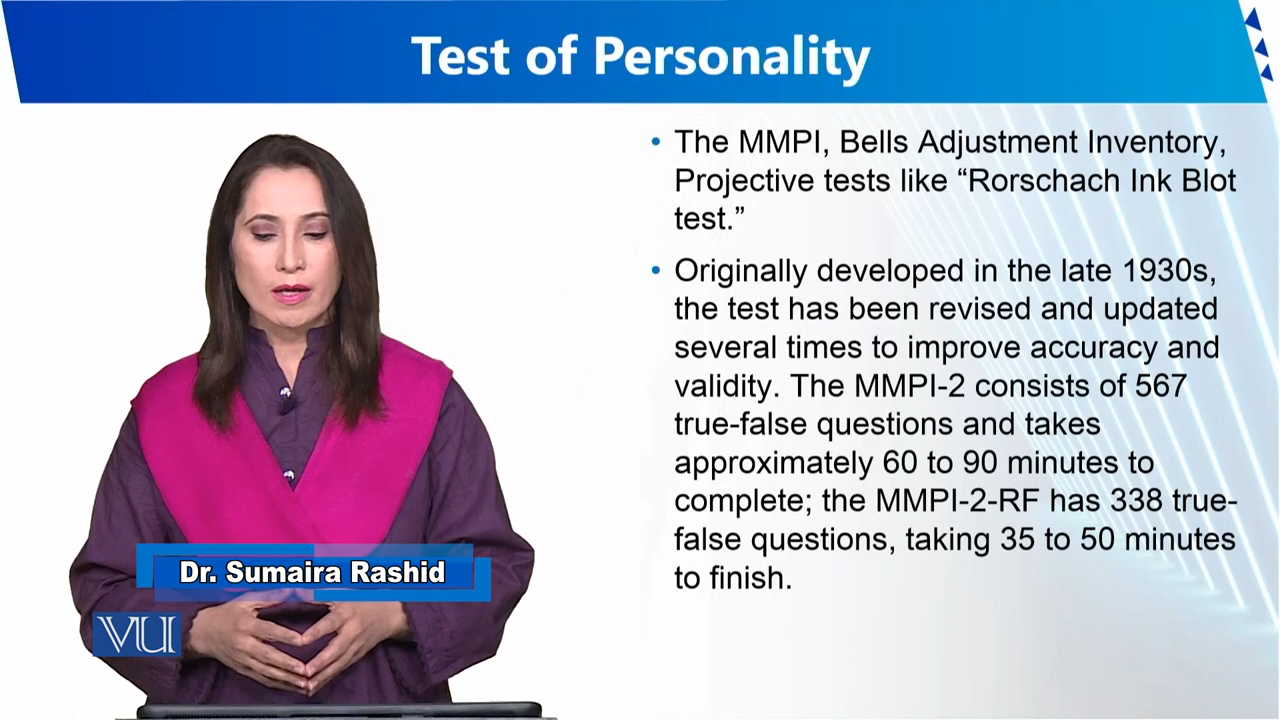 Test of Personality
• The MMPI, Bells Adjustment Inventory,
Projective tests like “Rorschach Ink Blot
test.”
• Originally developed in the late 1930s,
the test has been revised and updated
several times to improve accuracy and
validity. The MMPI-2 consists of 567
true-false questions and takes
approximately 60 to 90 minutes to
complete; the MMPI-2-RF has 338 true-
false questions, taking 35 to 50 minutes
to finish.
Dr. Sumaira Rashid
VU